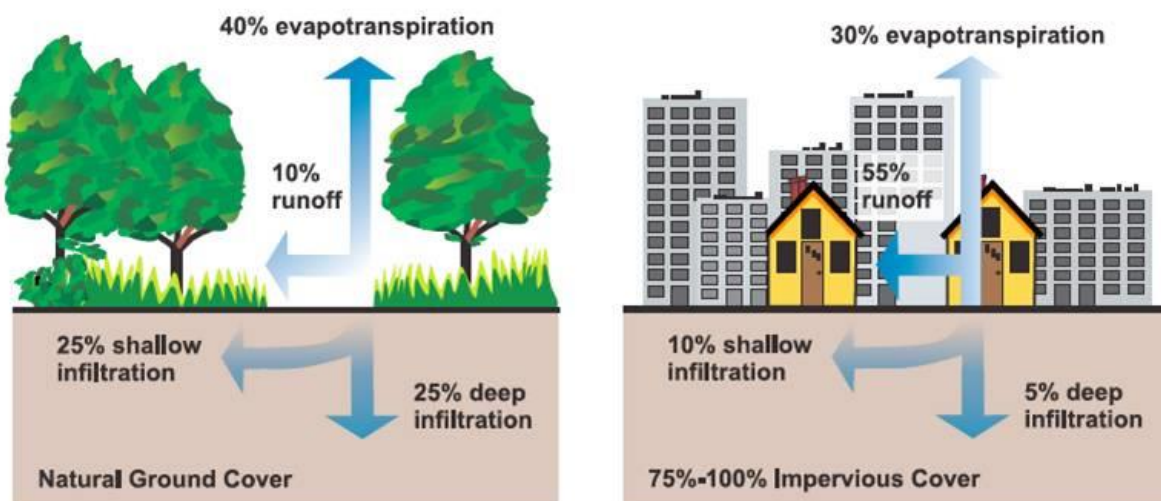 40% evapotranspiration
10%
runoff
25% shallow
infiltration
25% deep
infiltration
Natural Ground Cover
30% evapotranspiration
55%
runoff
10% shallow
infiltration
5% deep
infiltration
75%-100% Impervious Cover